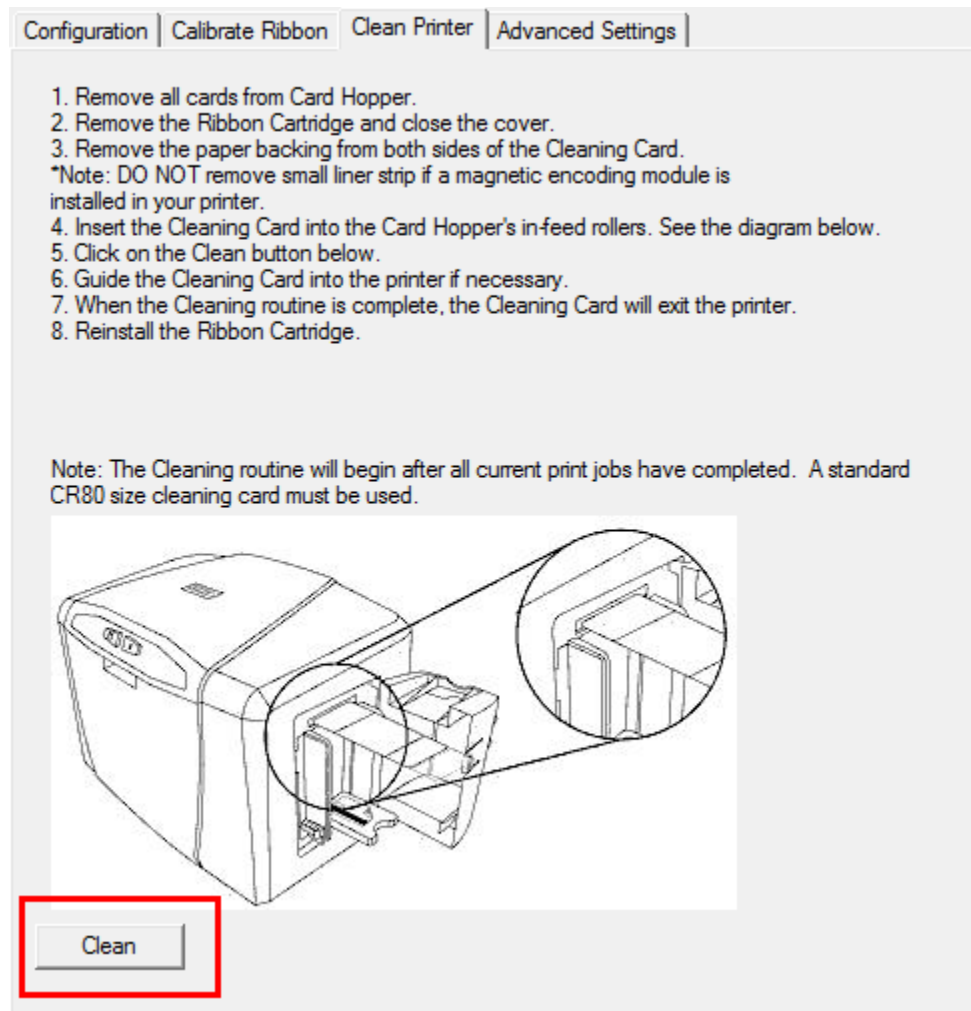 Configuration Calibrate Ribbon Clean Printer Advanced Settings
1. Remove all cards from Card Hopper.
2. Remove the Ribbon Cartridge and close the cover.
3. Remove the paper backing from both sides of the Cleaning Card.
*Note: DO NOT remove small liner strip if a magnetic encoding module is
installed in your printer.
4. Insert the Cleaning Card into the Card Hopper's in-feed rollers. See the diagram below.
5. Click on the Clean button below.
6. Guide the Cleaning Card into the printer if necessary.
7. When the Cleaning routine is complete, the Cleaning Card will exit the printer.
8. Reinstall the Ribbon Cartridge.
Note: The Cleaning routine will begin after all current print jobs have completed.  A standard
CR80 size cleaning card must be used.
Clean